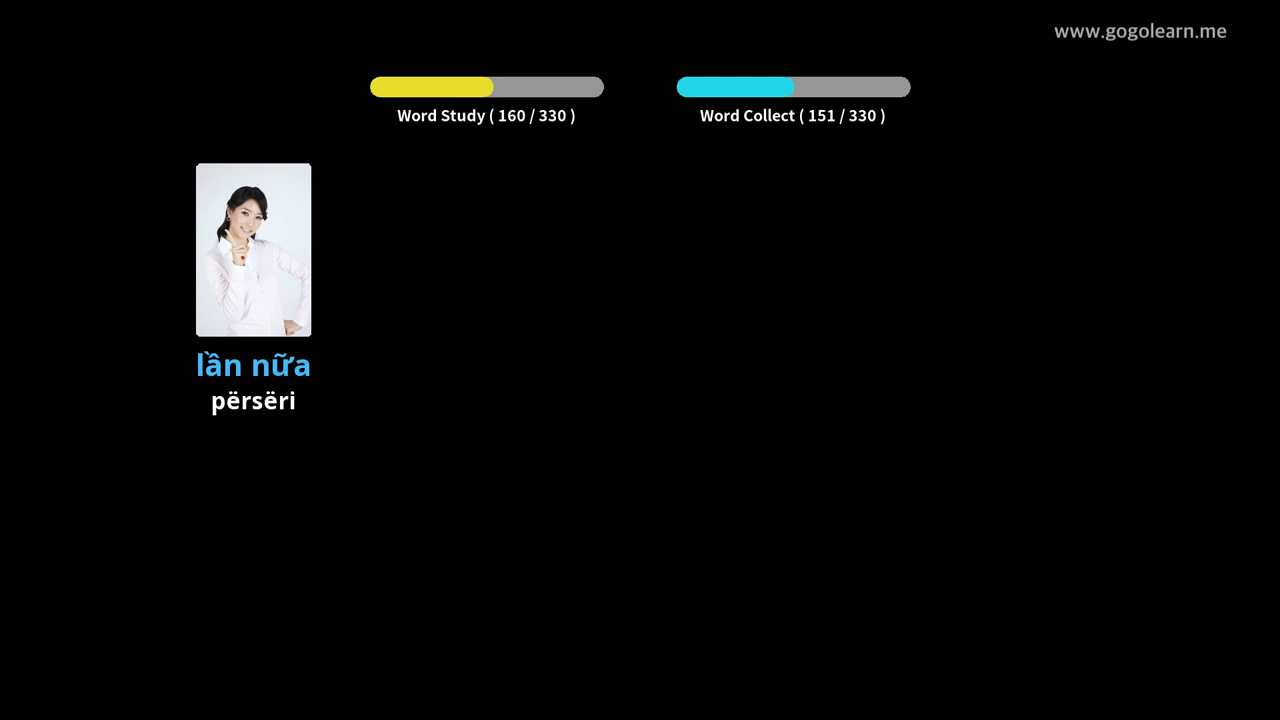 www.gogolearn.me
Word Study ( 160 / 330 )
Word Collect ( 151 / 330 )
lần nữa
përsëri